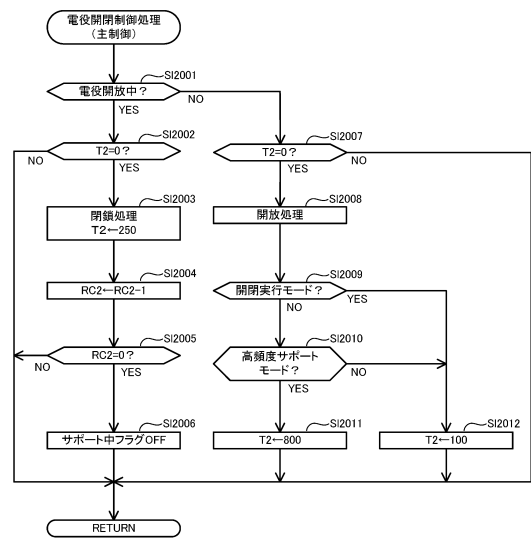 電役開閉制御処理
（主制御）
SI2001
電役開放中？
NO
YES
SI2002
T2=0？
NO
YES
SI2007
T2=0？
NO
YES
SI2003
閉鎖処理
T2←250
SI2008
開放処理
SI2004
RC2←RC2-1
SI2009
開閉実行モード？
YES
NO
SI2005
RC2=0？
NO
YES
SI2010
高頻度サポート
モード？
NO
YES
SI2006
サポート中フラグOFF
SI2011
T2←800
SI2012
T2←100
RETURN